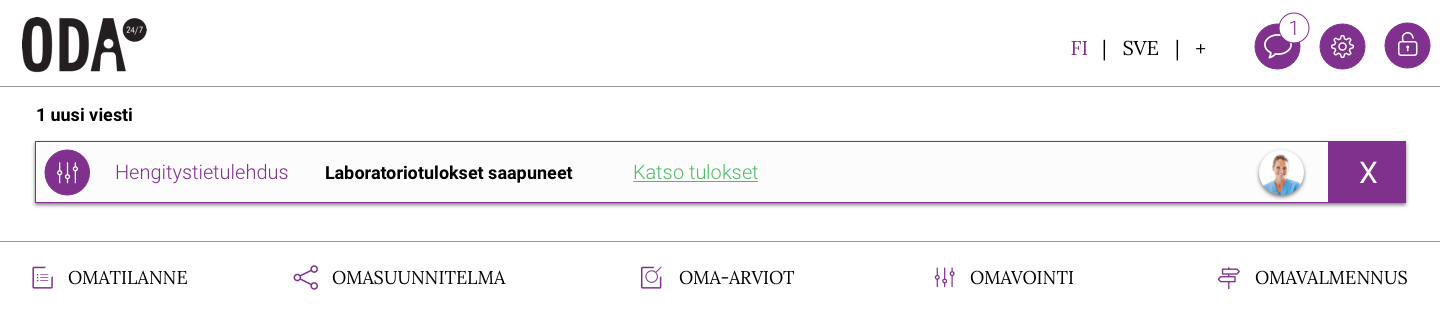 ODA 24/7
FI | SVE | +
1
1 uusi viesti
Hengitystietulehdus Laboratoriotulokset saapuneet Katso tulokset X
OMATILANNE OMASUUNNITELMA OMA-ARVIOT OMAVOINTI OMAVALMENNUS